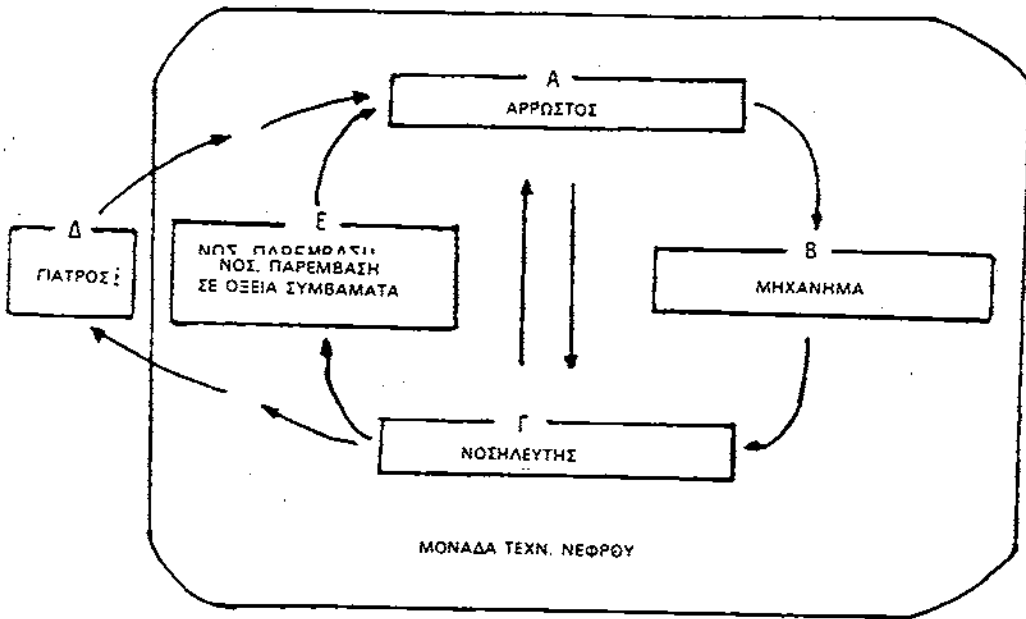 Α
ΑΡΡΩΣΤΟΣ
Δ
ΓΙΑΤΡΟΣ
Ε
ΝΟΣ. ΠΑΡΕΜΒΑΣΗ
ΣΕ ΟΞΕΙΑ ΣΥΜΒΑΜΑΤΑ
Β
ΜΗΧΑΝΗΜΑ
Γ
ΝΟΣΗΛΕΥΤΗΣ
ΜΟΝΑΔΑ ΤΕΧΝ. ΝΕΦΡΟΥ